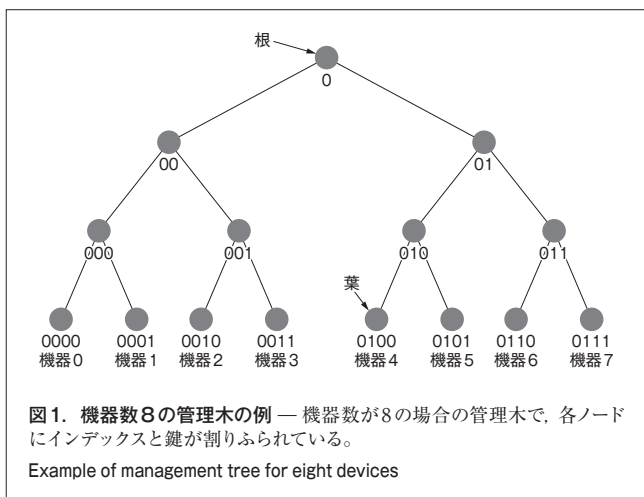 根
0
00 01
000 001 010 011
葉
0000 0001 0010 0011 0100 0101 0110 0111
機器0 機器1 機器2 機器3 機器4 機器5 機器6 機器7
図1. 機器数8の管理木の例 — 機器数が8の場合の管理木で，各ノード
にインデックスと鍵が割りふられている。
Example of management tree for eight devices